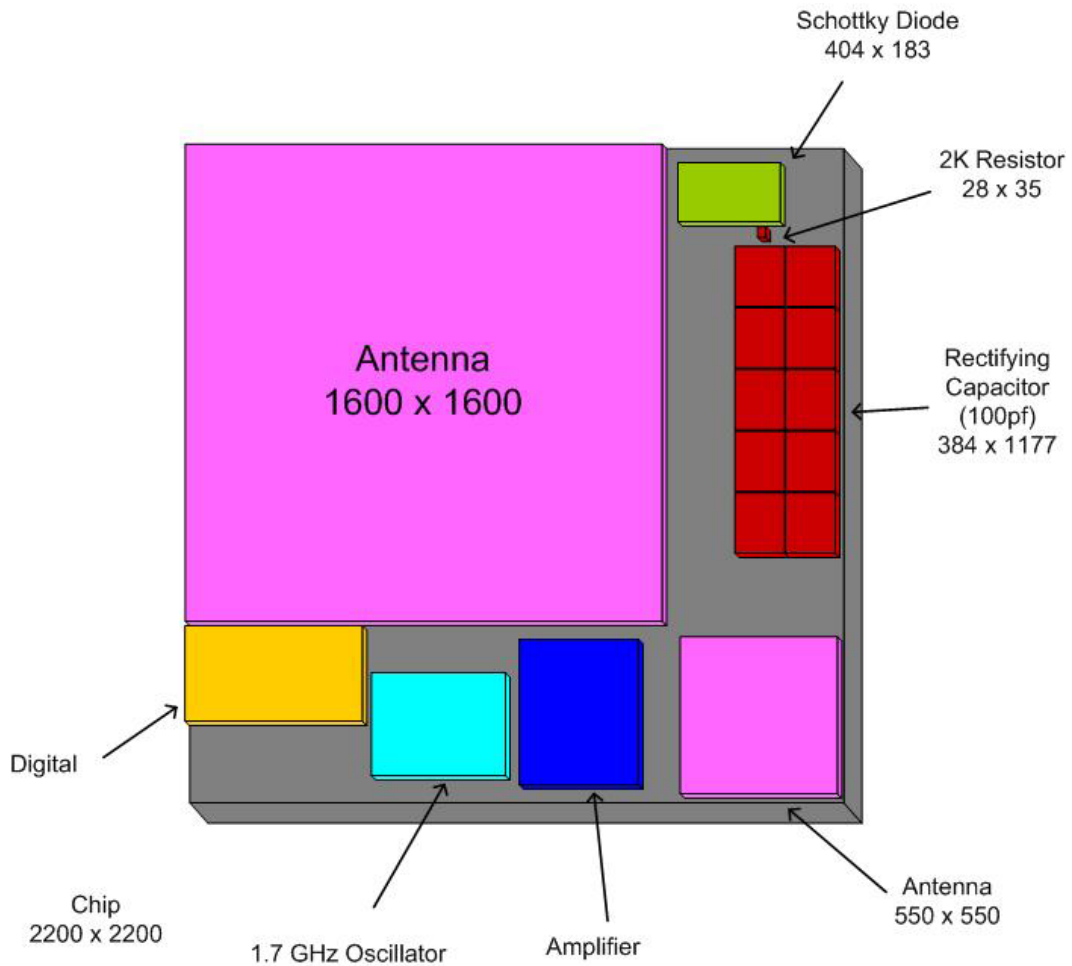 Schottky Diode
404 x 183
2K Resistor
28 x 35
Antenna
1600 x 1600
Rectifying
Capacitor
(100pf)
384 x 1177
Digital
Chip
2200 x 2200
1.7 GHz Oscillator
Amplifier
Antenna
550 x 550